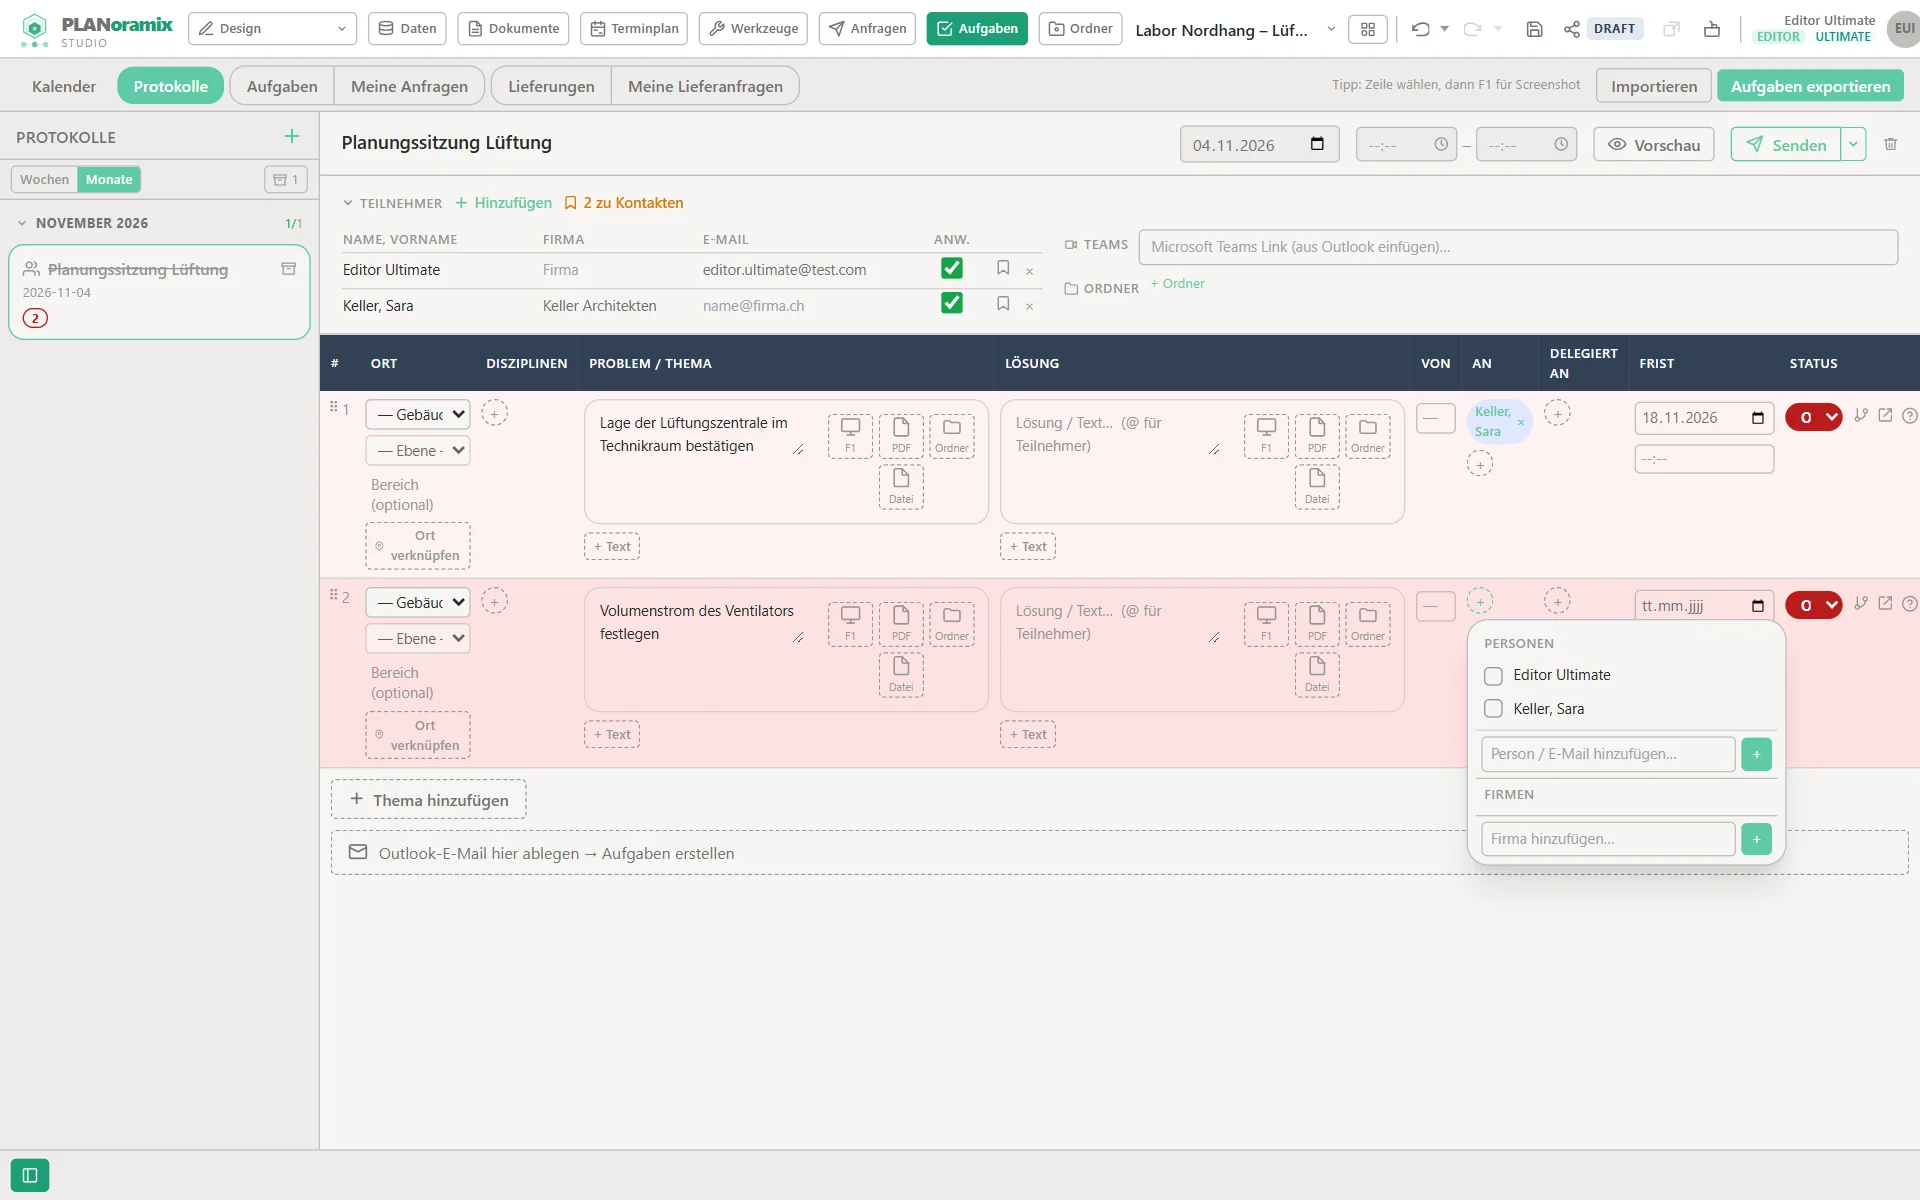 PLANoramix
STUDIO
Design
Daten
Dokumente
Terminplan
Werkzeuge
Anfragen
Aufgaben
Ordner
Labor Nordhang – Lüf...
DRAFT
Editor Ultimate
EDITOR ULTIMATE
EUI
Kalender
Protokolle
Aufgaben
Meine Anfragen
Lieferungen
Meine Lieferanfragen
Tipp: Zeile wählen, dann F1 für Screenshot
Importieren
Aufgaben exportieren
PROTOKOLLE
Wochen
Monate
1
NOVEMBER 2026
1/1
Planungssitzung Lüftung
2026-11-04
2
Planungssitzung Lüftung
04.11.2026
--:--
–
--:--
Vorschau
Senden
TEILNEHMER
+ Hinzufügen
2 zu Kontakten
NAME, VORNAME
FIRMA
E-MAIL
ANW.
Editor Ultimate
Firma
editor.ultimate@test.com
×
Keller, Sara
Keller Architekten
name@firma.ch
×
TEAMS
Microsoft Teams Link (aus Outlook einfügen)...
ORDNER
+ Ordner
#
ORT
DISZIPLINEN
PROBLEM / THEMA
LÖSUNG
VON
AN
DELEGIERT
AN
FRIST
STATUS
1
— Gebäuc
— Ebene -
Bereich
(optional)
Ort
verknüpfen
+
Lage der Lüftungszentrale im
Technikraum bestätigen
F1
PDF
Ordner
Datei
+ Text
Lösung / Text... (@ für
Teilnehmer)
F1
PDF
Ordner
Datei
+ Text
—
Keller,
Sara
×
+
+
18.11.2026
--:--
O
2
— Gebäuc
— Ebene -
Bereich
(optional)
Ort
verknüpfen
+
Volumenstrom des Ventilators
festlegen
F1
PDF
Ordner
Datei
+ Text
Lösung / Text... (@ für
Teilnehmer)
F1
PDF
Ordner
Datei
+ Text
—
+
+
tt.mm.jjjj
O
PERSONEN
Editor Ultimate
Keller, Sara
Person / E-Mail hinzufügen...
+
FIRMEN
Firma hinzufügen...
+
+ Thema hinzufügen
Outlook-E-Mail hier ablegen → Aufgaben erstellen